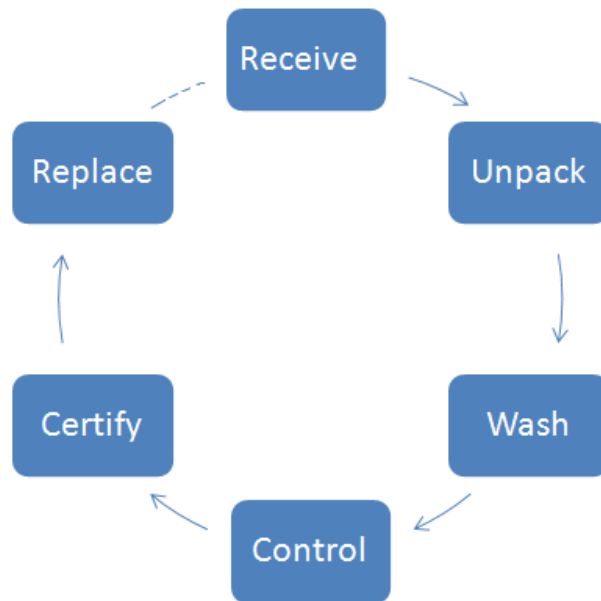 Receive
Unpack
Wash
Control
Certify
Replace